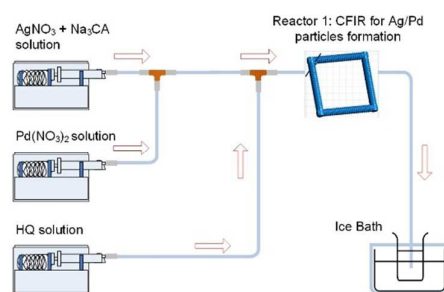 AgNO₃ + Na₃CA
solution
Reactor 1: CFIR for Ag/Pd
particles formation
Pd(NO₃)₂ solution
HQ solution
Ice Bath